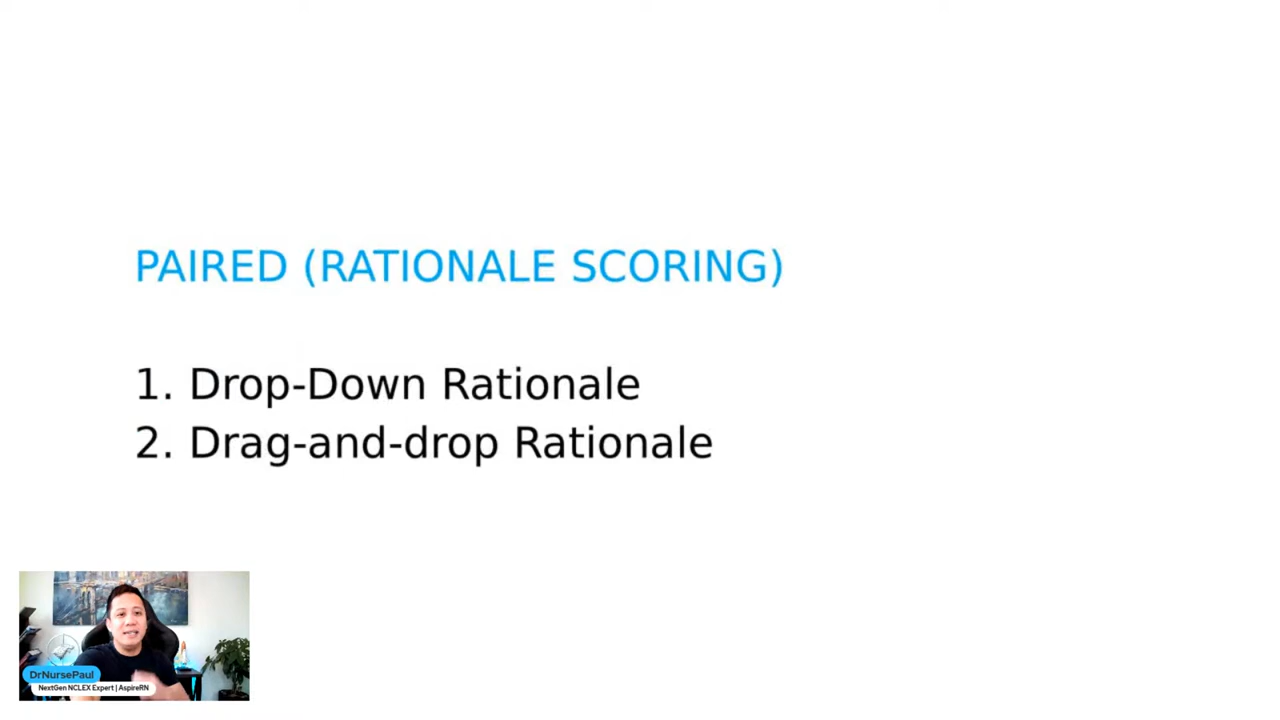 PAIRED (RATIONALE SCORING)
1. Drop-Down Rationale
2. Drag-and-drop Rationale
DrNursePaul
NextGen NCLEX Expert | AspireRN